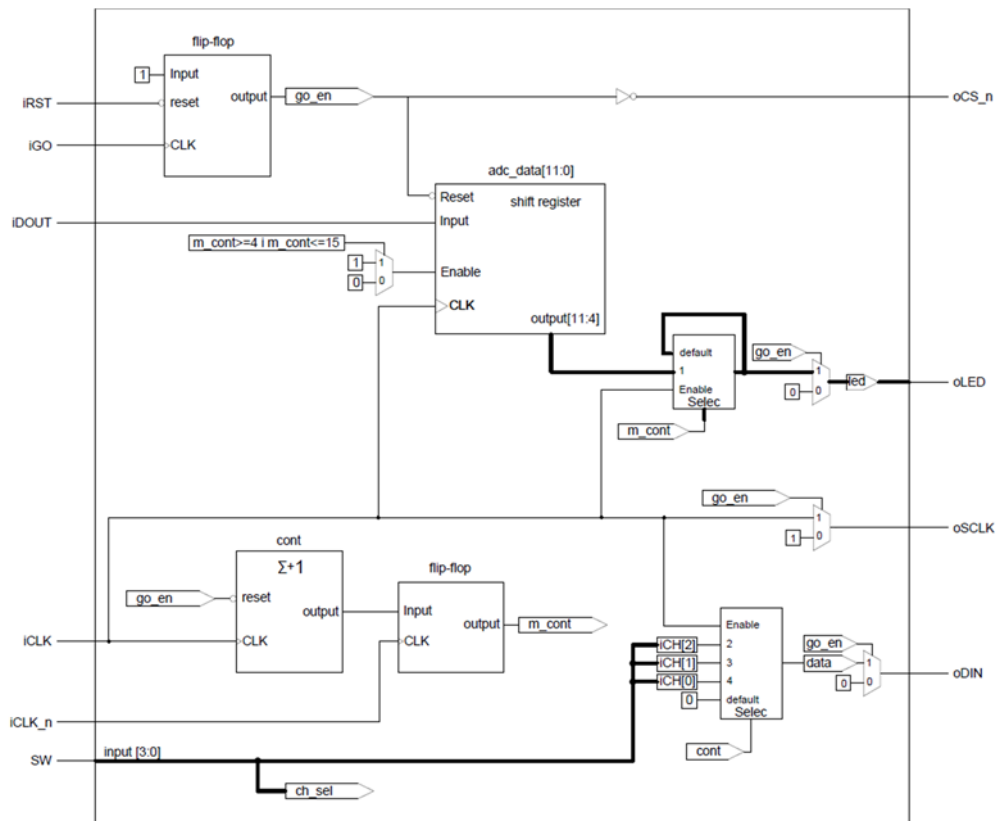 flip-flop
1
Input
reset
output
CLK
go_en
iRST
iGO
oCS_n
adc_data[11:0]
Reset
shift register
Input
Enable
CLK
output[11:4]
iDOUT
m_cont>=4 i m_cont<=15
1
1
0
0
default
1
Enable
Selec
m_cont
go_en
1
0
0
led
oLED
go_en
1
1
0
oSCLK
cont
Σ+1
go_en
reset
output
CLK
iCLK
flip-flop
Input
output
CLK
m_cont
iCLK_n
Enable
iCH[2]
2
iCH[1]
3
iCH[0]
4
0
default
Selec
cont
go_en
data
1
0
0
oDIN
SW
input [3:0]
ch_sel